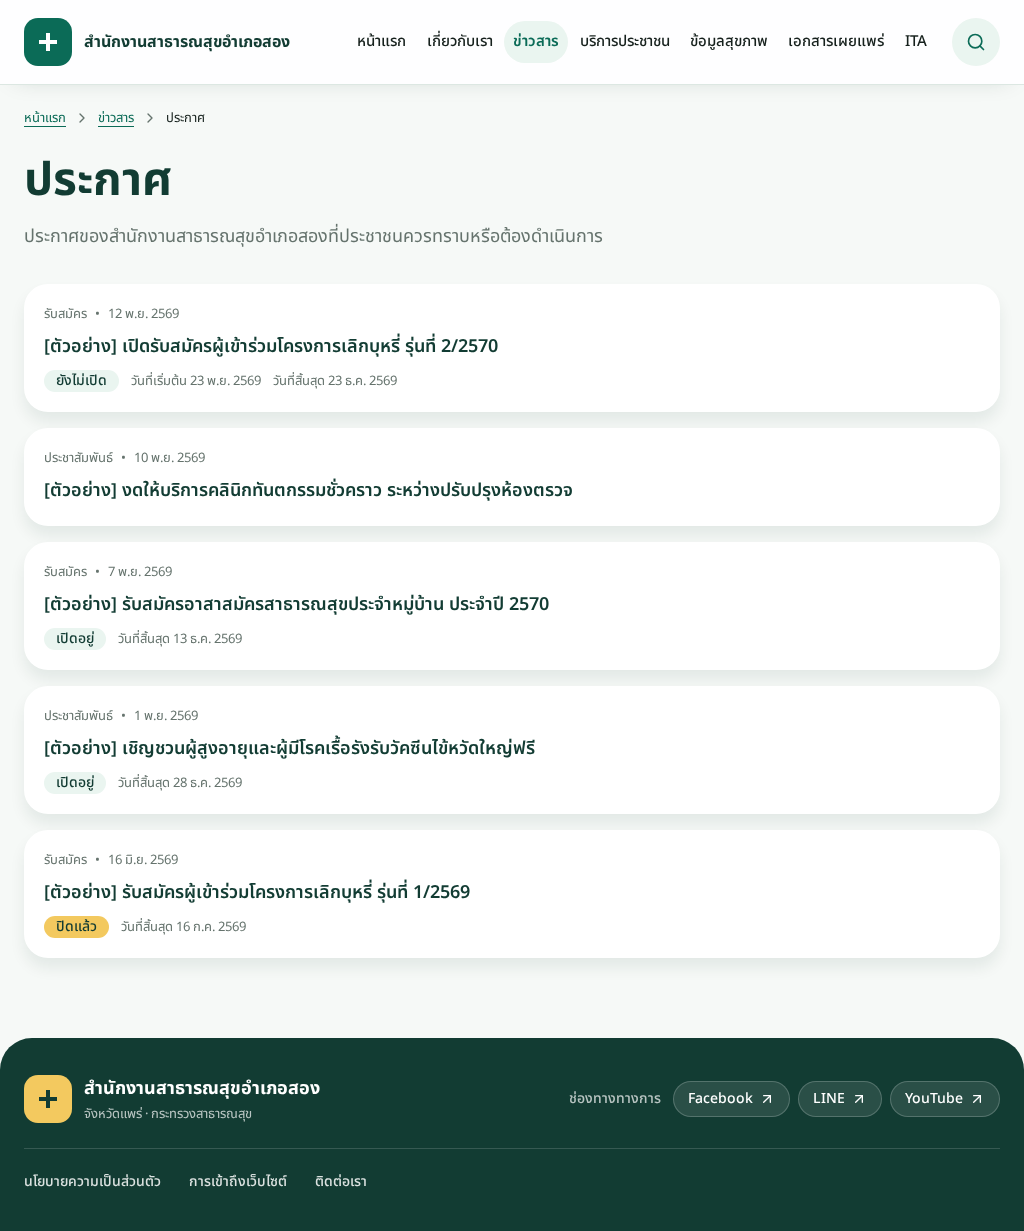 สำนักงานสาธารณสุขอำเภอสอง
หน้าแรก เกี่ยวกับเรา ข่าวสาร บริการประชาชน ข้อมูลสุขภาพ เอกสารเผยแพร่ ITA
หน้าแรก ข่าวสาร ประกาศ
ประกาศ
ประกาศของสำนักงานสาธารณสุขอำเภอสองที่ประชาชนควรทราบหรือต้องดำเนินการ
รับสมัคร • 12 พ.ย. 2569
[ตัวอย่าง] เปิดรับสมัครผู้เข้าร่วมโครงการเลิกบุหรี่ รุ่นที่ 2/2570
ยังไม่เปิด วันที่เริ่มต้น 23 พ.ย. 2569 วันที่สิ้นสุด 23 ธ.ค. 2569
ประชาสัมพันธ์ • 10 พ.ย. 2569
[ตัวอย่าง] งดให้บริการคลินิกทันตกรรมชั่วคราว ระหว่างปรับปรุงห้องตรวจ
รับสมัคร • 7 พ.ย. 2569
[ตัวอย่าง] รับสมัครอาสาสมัครสาธารณสุขประจำหมู่บ้าน ประจำปี 2570
เปิดอยู่ วันที่สิ้นสุด 13 ธ.ค. 2569
ประชาสัมพันธ์ • 1 พ.ย. 2569
[ตัวอย่าง] เชิญชวนผู้สูงอายุและผู้มีโรคเรื้อรังรับวัคซีนไข้หวัดใหญ่ฟรี
เปิดอยู่ วันที่สิ้นสุด 28 ธ.ค. 2569
รับสมัคร • 16 มิ.ย. 2569
[ตัวอย่าง] รับสมัครผู้เข้าร่วมโครงการเลิกบุหรี่ รุ่นที่ 1/2569
ปิดแล้ว วันที่สิ้นสุด 16 ก.ค. 2569
สำนักงานสาธารณสุขอำเภอสอง
จังหวัดแพร่ · กระทรวงสาธารณสุข
ช่องทางทางการ Facebook LINE YouTube
นโยบายความเป็นส่วนตัว การเข้าถึงเว็บไซต์ ติดต่อเรา